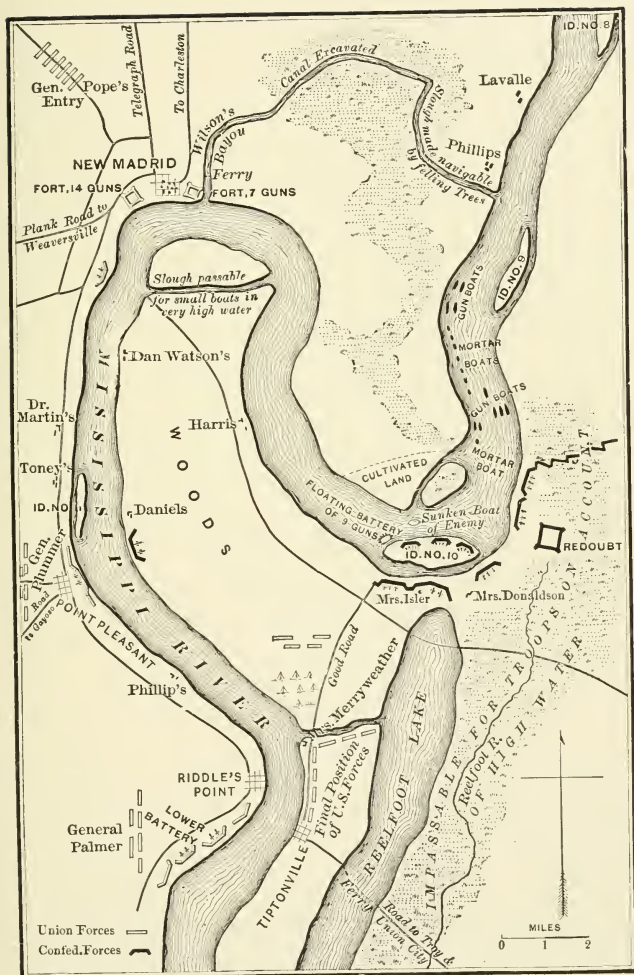 ID.NO.8
Gen. Pope's
Entry
Telegraph Road
To Charleston
Wilson's
Bayou
Canal Excavated
Slough made navigable
by felling Trees
Lavalle
Phillips
NEW MADRID
Ferry
FORT, 14 GUNS
FORT, 7 GUNS
Plank Road to
Weaversville
Slough passable
for small boats in
very high water
ID.NO.9
GUN BOATS
MORTAR
BOATS
GUN BOATS
MORTAR
BOAT
Dan Watson's
Dr.
Martin's
Harris
WOODS
Toney's
ID.NO
Daniels
MISSISSIPPI RIVER
CULTIVATED
LAND
FLOATING BATTERY
OF 9 GUNS
Sunken Boat
of Enemy
ID.NO.10
REDOUBT
Mrs.Isler
Mrs.Donaldson
Gen.
Plummer
Road
to Gayoso
POINT PLEASANT
Phillip's
Good Road
Merryweather
REELFOOT LAKE
IMPASSABLE FOR TROOPS ON ACCOUNT
OF HIGH WATER
Reelfoot R.
RIDDLE'S
POINT
LOWER
BATTERY
General
Palmer
Final Position
of U.S.Forces
TIPTONVILLE
Ferry
Road to Troy &
Union City
Union Forces
Confed.Forces
MILES
0 1 2